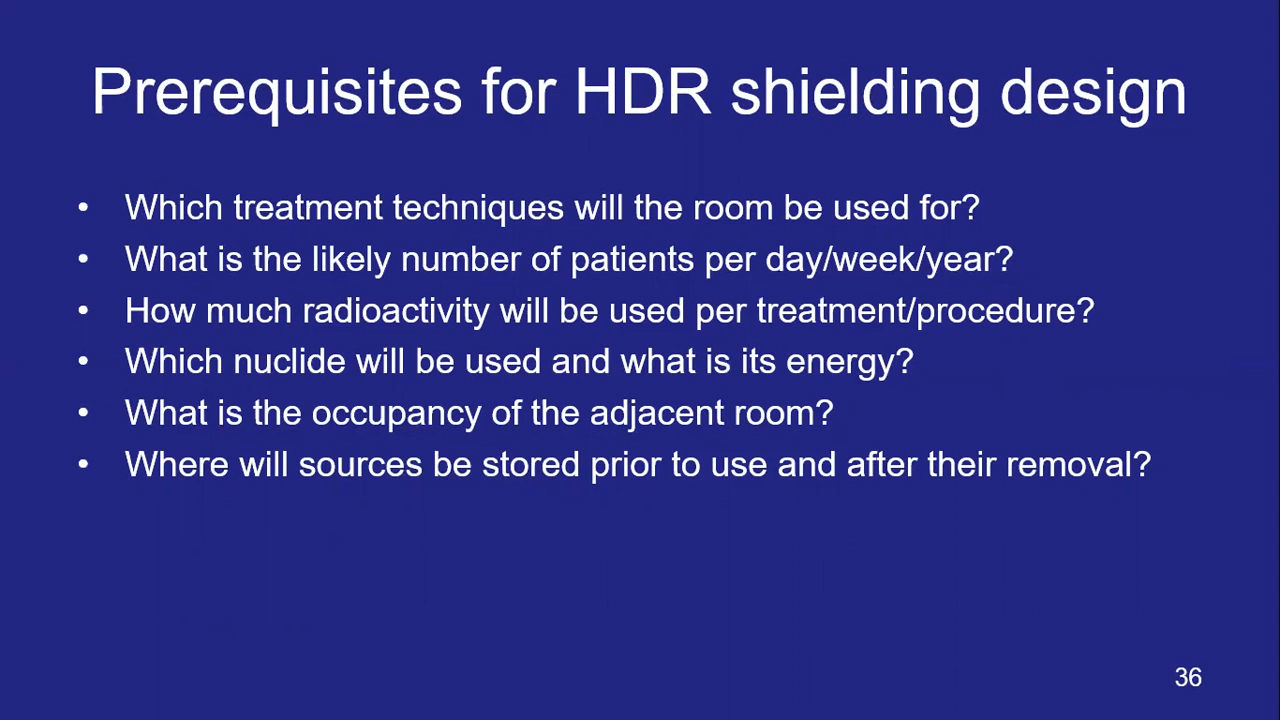 Prerequisites for HDR shielding design
• Which treatment techniques will the room be used for?
• What is the likely number of patients per day/week/year?
• How much radioactivity will be used per treatment/procedure?
• Which nuclide will be used and what is its energy?
• What is the occupancy of the adjacent room?
• Where will sources be stored prior to use and after their removal?
36